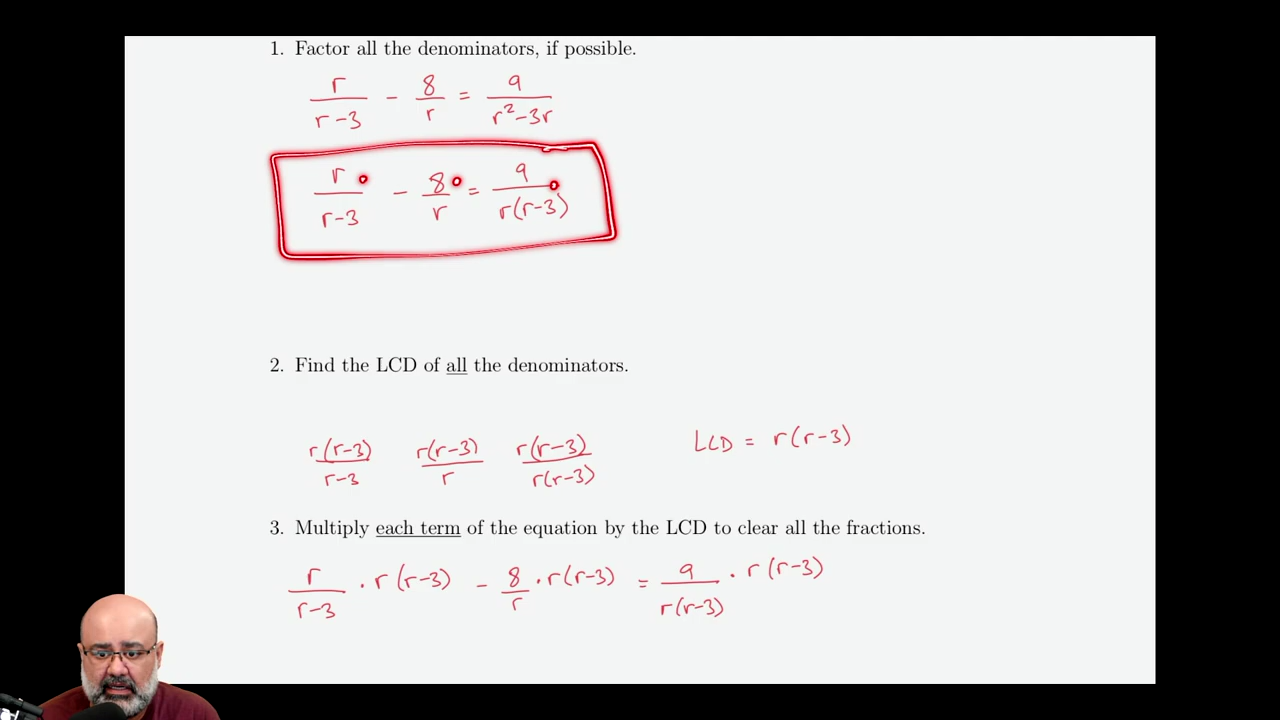 1. Factor all the denominators, if possible.
r/(r-3) - 8/r = 9/(r²-3r)
r/(r-3) - 8/r = 9/(r(r-3))
2. Find the LCD of all the denominators.
r(r-3)/(r-3) r(r-3)/r r(r-3)/(r(r-3)) LCD = r(r-3)
3. Multiply each term of the equation by the LCD to clear all the fractions.
r/(r-3) · r(r-3) - 8/r · r(r-3) = 9/(r(r-3)) · r(r-3)